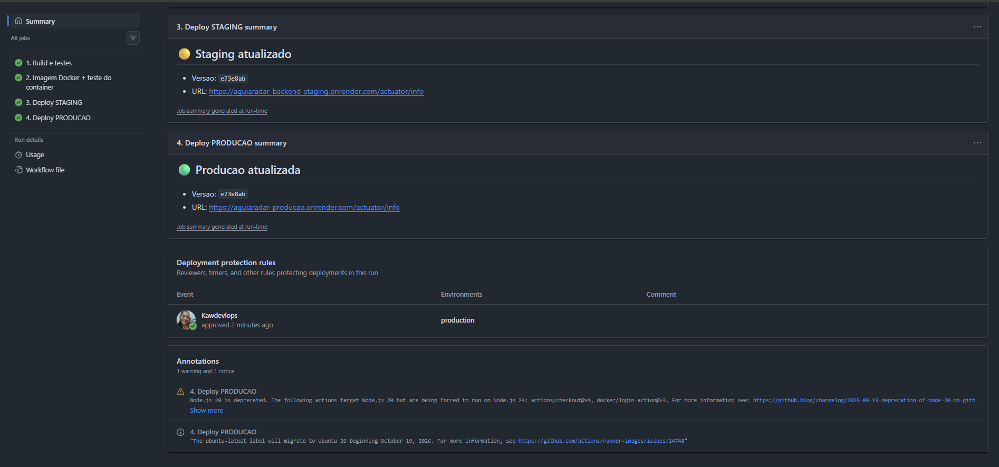 Summary
All jobs
1. Build e testes
2. Imagem Docker + teste do
container
3. Deploy STAGING
4. Deploy PRODUCAO
Run details
Usage
Workflow file
3. Deploy STAGING summary
Staging atualizado
Versao: e73e8ab
URL: https://aguiaradar-backend-staging.onrender.com/actuator/info
Job summary generated at run-time
4. Deploy PRODUCAO summary
Producao atualizada
Versao: e73e8ab
URL: https://aguiaradar-producao.onrender.com/actuator/info
Job summary generated at run-time
Deployment protection rules
Reviewers, timers, and other rules protecting deployments in this run
Event Environments Comment
Kawdevlops
approved 2 minutes ago
production
Annotations
1 warning and 1 notice
4. Deploy PRODUCAO
Node.js 20 is deprecated. The following actions target Node.js 20 but are being forced to run on Node.js 24: actions/checkout@v4, docker/login-action@v3. For more information see: https://github.blog/changelog/2025-09-19-deprecation-of-node-20-on-gith…
Show more
4. Deploy PRODUCAO
"The ubuntu-latest label will migrate to Ubuntu 26 beginning October 19, 2026. For more information, see https://github.com/actions/runner-images/issues/14748"